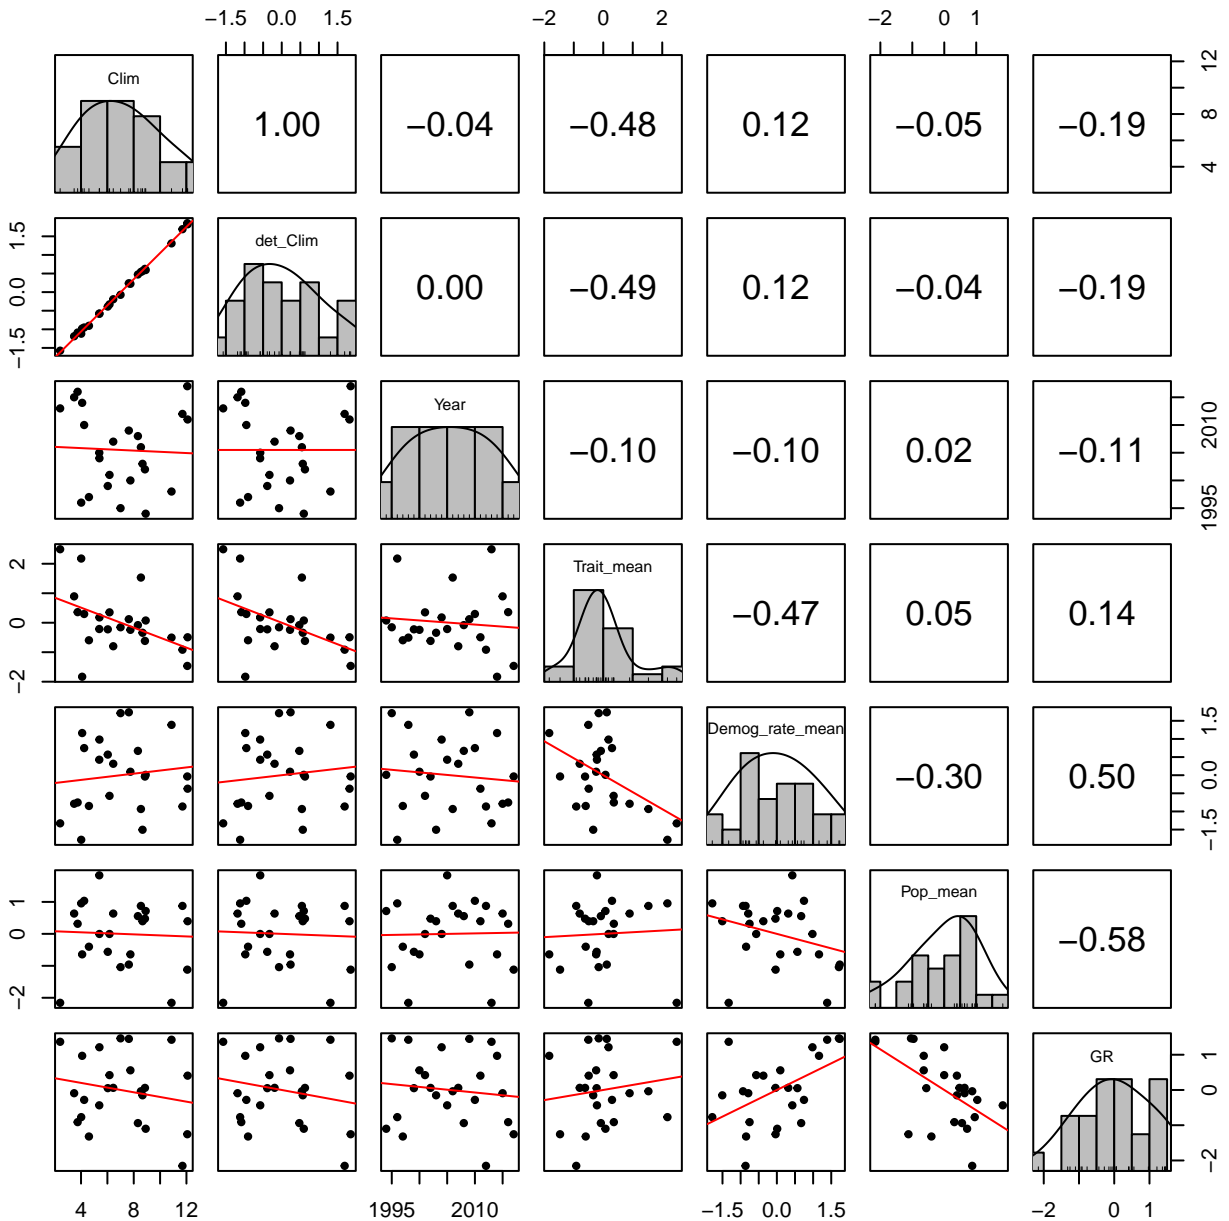 −1.5 0.0 1.5 −2 0 2 −2 0 1
Clim 1.00 −0.04 −0.48 0.12 −0.05 −0.19 4 8 12
−1.5 0.0 1.5 det_Clim 0.00 −0.49 0.12 −0.04 −0.19
Year −0.10 −0.10 0.02 −0.11 1995 2010
−2 0 2 Trait_mean −0.47 0.05 0.14
Demog_rate_mean −0.30 0.50 −1.5 0.0 1.5
−2 0 1 Pop_mean −0.58
GR −2 0 1
4 8 12 1995 2010 −1.5 0.0 1.5 −2 0 1